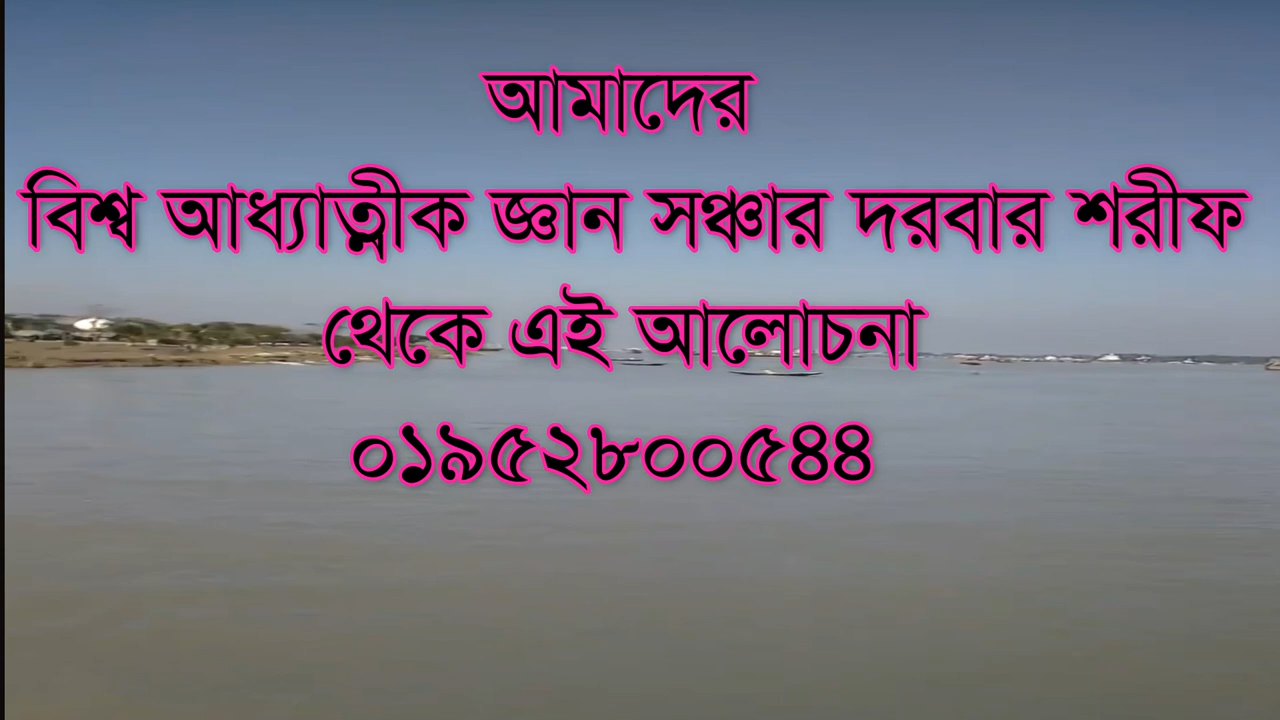 আমাদের
বিশ্ব আধ্যাত্নীক জ্ঞান সঞ্চার দরবার শরীফ
থেকে এই আলোচনা
০১৯৫২৮০০৫৪৪